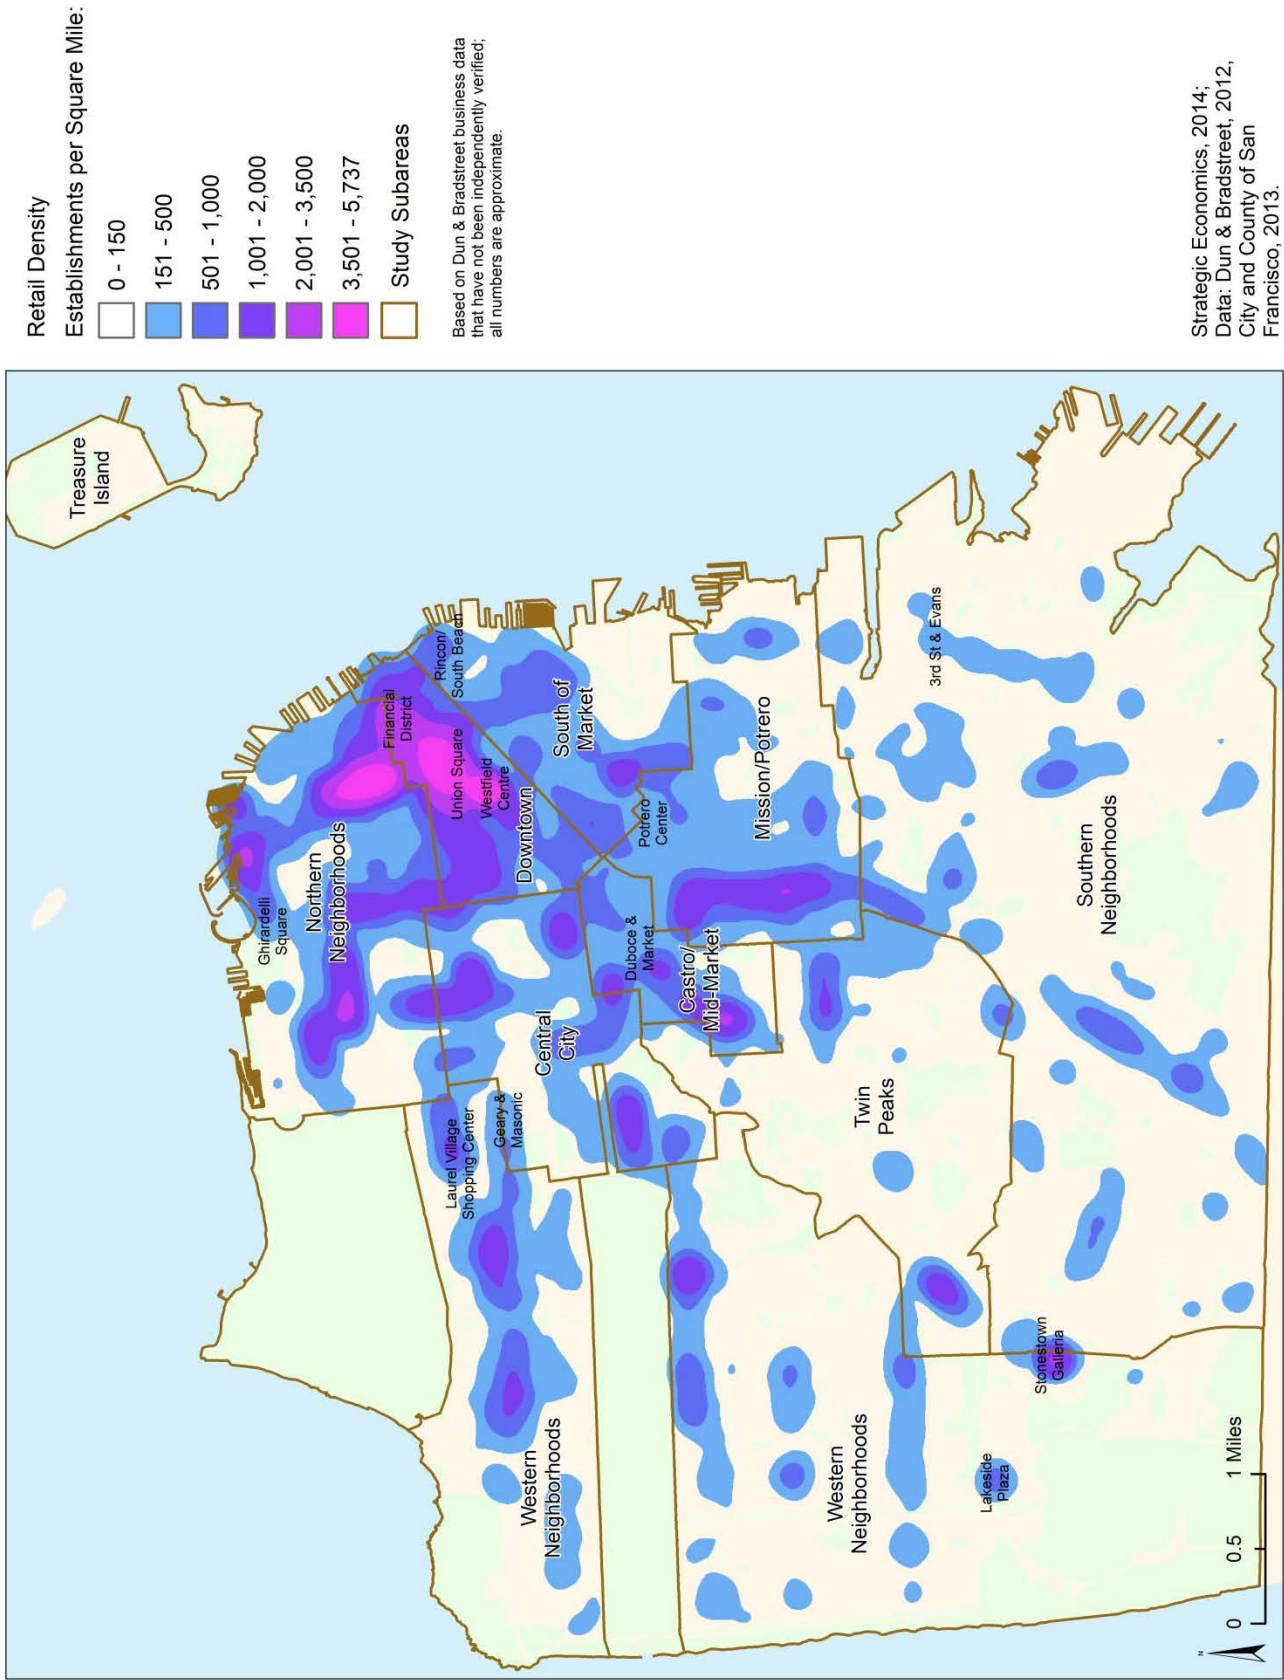 Retail Density
Establishments per Square Mile:
0 - 150
151 - 500
501 - 1,000
1,001 - 2,000
2,001 - 3,500
3,501 - 5,737
Study Subareas
Based on Dun & Bradstreet business data
that have not been independently verified;
all numbers are approximate.
Strategic Economics, 2014;
Data: Dun & Bradstreet, 2012,
City and County of San
Francisco, 2013.
Treasure
Island
Ghirardelli
Square
Northern
Neighborhoods
Financial
District
Rincon/
South Beach
Union Square
Westfield
Centre
Downtown
South of
Market
Laurel Village
Shopping Center
Geary &
Masonic
Central
City
Duboce &
Market
Potrero
Center
Castro/
Mid-Market
Mission/Potrero
Western
Neighborhoods
Twin
Peaks
3rd St & Evans
Western
Neighborhoods
Lakeside
Plaza
Stonestown
Galleria
Southern
Neighborhoods
N
0
0.5
1 Miles